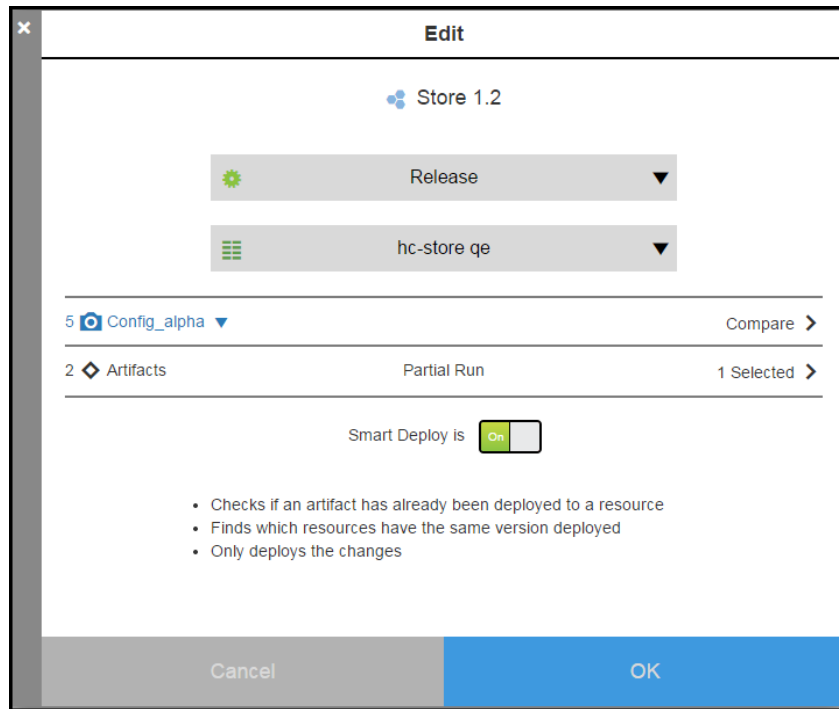 Edit
Store 1.2
Release
hc-store qe
5 Config_alpha Compare
2 Artifacts Partial Run 1 Selected
Smart Deploy is On
• Checks if an artifact has already been deployed to a resource
• Finds which resources have the same version deployed
• Only deploys the changes
Cancel OK